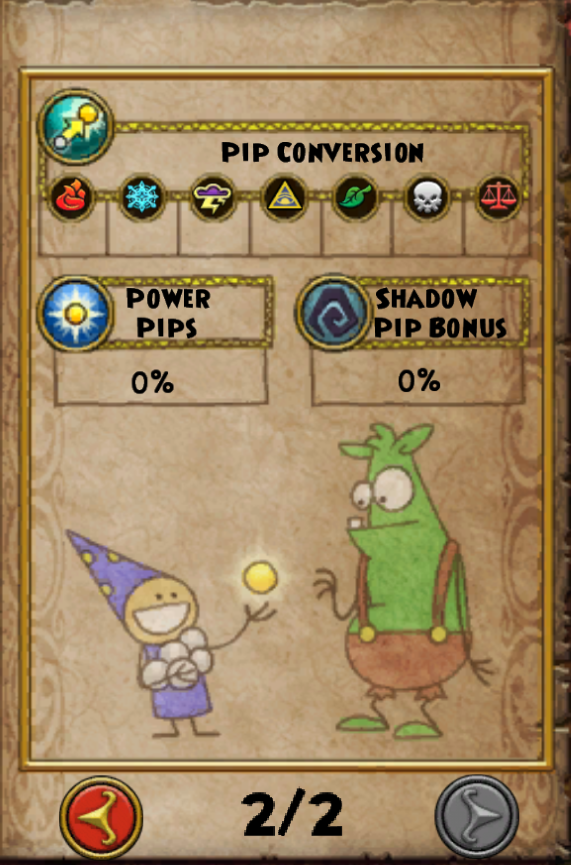 PIP CONVERSION
POWER
PIPS
SHADOW
PIP BONUS
0%
0%
2/2